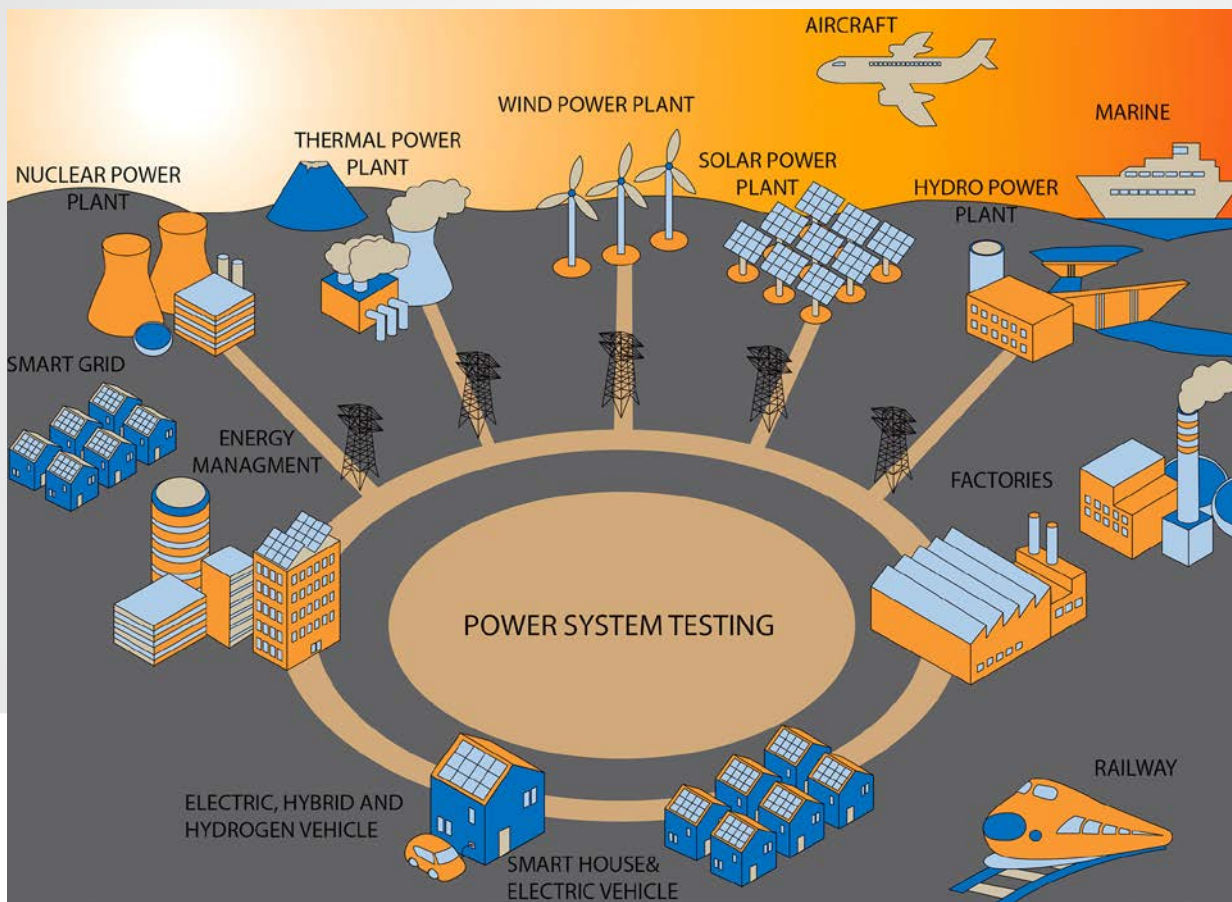 AIRCRAFT
WIND POWER PLANT
MARINE
THERMAL POWER
PLANT
SOLAR POWER
PLANT
NUCLEAR POWER
PLANT
HYDRO POWER
PLANT
SMART GRID
ENERGY
MANAGMENT
FACTORIES
POWER SYSTEM TESTING
RAILWAY
ELECTRIC, HYBRID AND
HYDROGEN VEHICLE
SMART HOUSE&
ELECTRIC VEHICLE